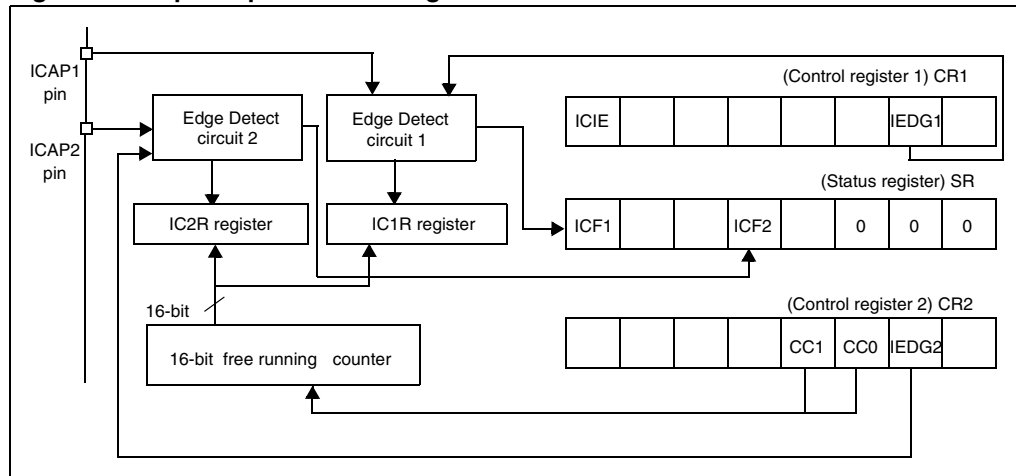 ICAP1
pin
ICAP2
pin
Edge Detect
circuit 2
Edge Detect
circuit 1
IC2R register
IC1R register
16-bit
16-bit free running counter
(Control register 1) CR1
ICIE
IEDG1
(Status register) SR
ICF1
ICF2
0
0
0
(Control register 2) CR2
CC1
CC0
IEDG2